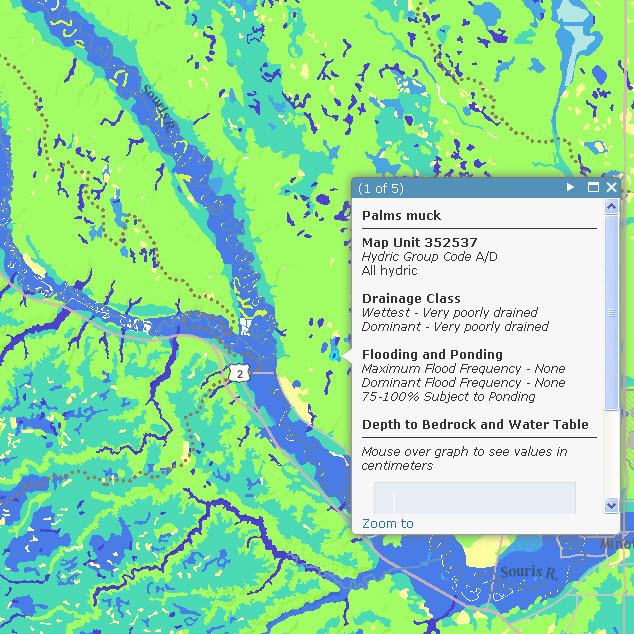 Souris R.
(1 of 5)
Palms muck
Map Unit 352537
Hydric Group Code A/D
All hydric
Drainage Class
Wettest - Very poorly drained
Dominant - Very poorly drained
Flooding and Ponding
Maximum Flood Frequency - None
Dominant Flood Frequency - None
75-100% Subject to Ponding
Depth to Bedrock and Water Table
Mouse over graph to see values in
centimeters
Zoom to
2
Mino
Souris R.